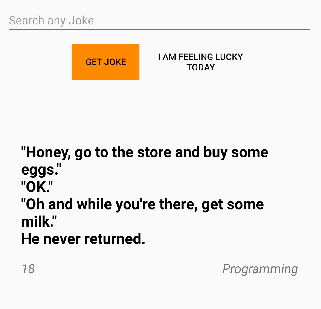 Search any Joke
GET JOKE
I AM FEELING LUCKY
TODAY
"Honey, go to the store and buy some
eggs."
"OK."
"Oh and while you're there, get some
milk."
He never returned.
18
Programming